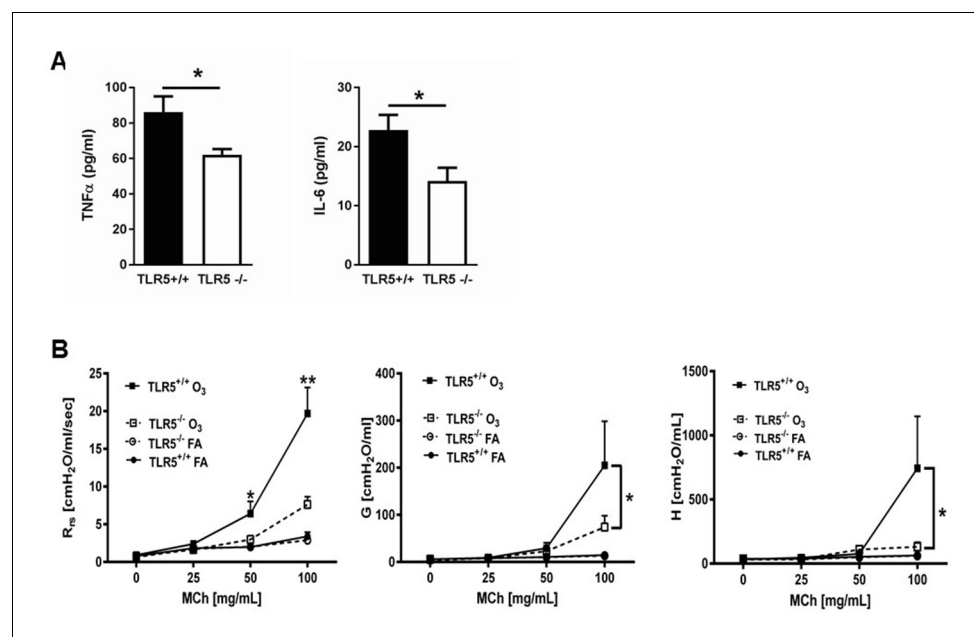 A
*
100
80
60
40
20
0
TNFα (pg/ml)
TLR5+/+ TLR5 -/-
*
30
20
10
0
IL-6 (pg/ml)
TLR5+/+ TLR5 -/-
B
25
20
15
10
5
0
Rrs [cmH2O/ml/sec]
TLR5+/+ O3
TLR5-/- O3
TLR5-/- FA
TLR5+/+ FA
**
*
0 25 50 100
MCh [mg/mL]
400
300
200
100
0
G [cmH2O/ml]
TLR5+/+ O3
TLR5-/- O3
TLR5-/- FA
TLR5+/+ FA
*
0 25 50 100
MCh [mg/mL]
1500
1000
500
0
H [cmH2O/mL]
TLR5+/+ O3
TLR5-/- O3
TLR5-/- FA
TLR5+/+ FA
*
0 25 50 100
MCh [mg/mL]